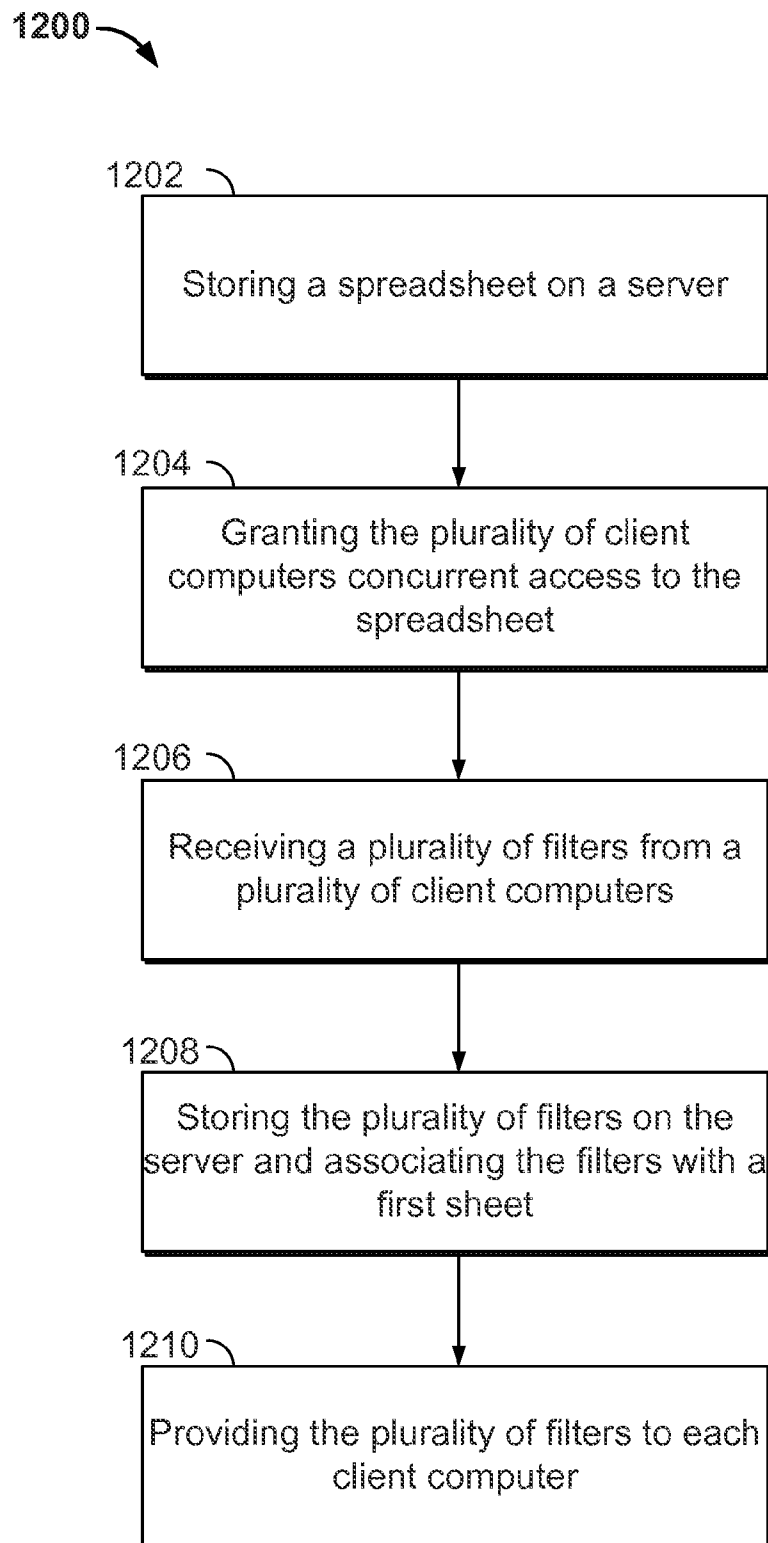 1200
1202
Storing a spreadsheet on a server
1204
Granting the plurality of client
computers concurrent access to the
spreadsheet
1206
Receiving a plurality of filters from a
plurality of client computers
1208
Storing the plurality of filters on the
server and associating the filters with a
first sheet
1210
Providing the plurality of filters to each
client computer